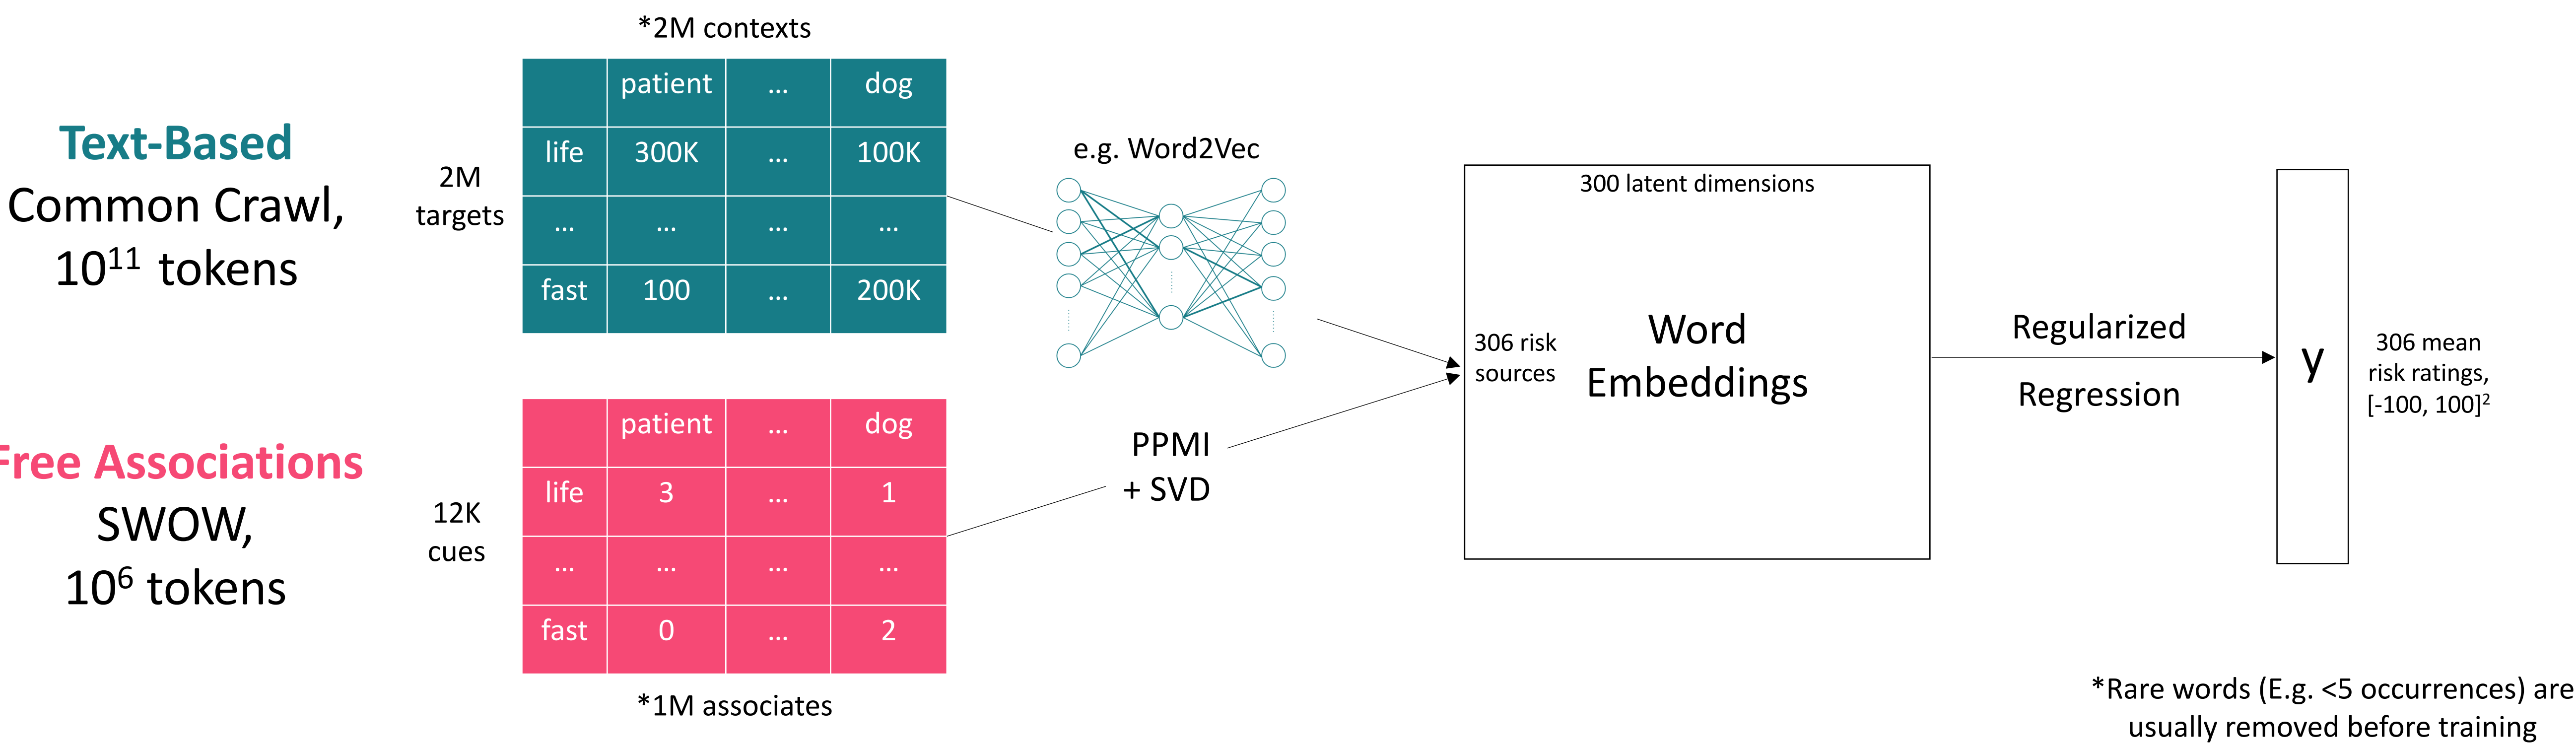 *2M contexts
patient ... dog
life 300K ... 100K
... ... ... ...
fast 100 ... 200K
Text-Based
Common Crawl,
10¹¹ tokens
2M
targets
e.g. Word2Vec
Free Associations
SWOW,
10⁶ tokens
12K
cues
patient ... dog
life 3 ... 1
... ... ... ...
fast 0 ... 2
*1M associates
PPMI
+ SVD
300 latent dimensions
306 risk
sources
Word
Embeddings
Regularized
Regression
y
306 mean
risk ratings,
[-100, 100]²
*Rare words (E.g. <5 occurrences) are
usually removed before training